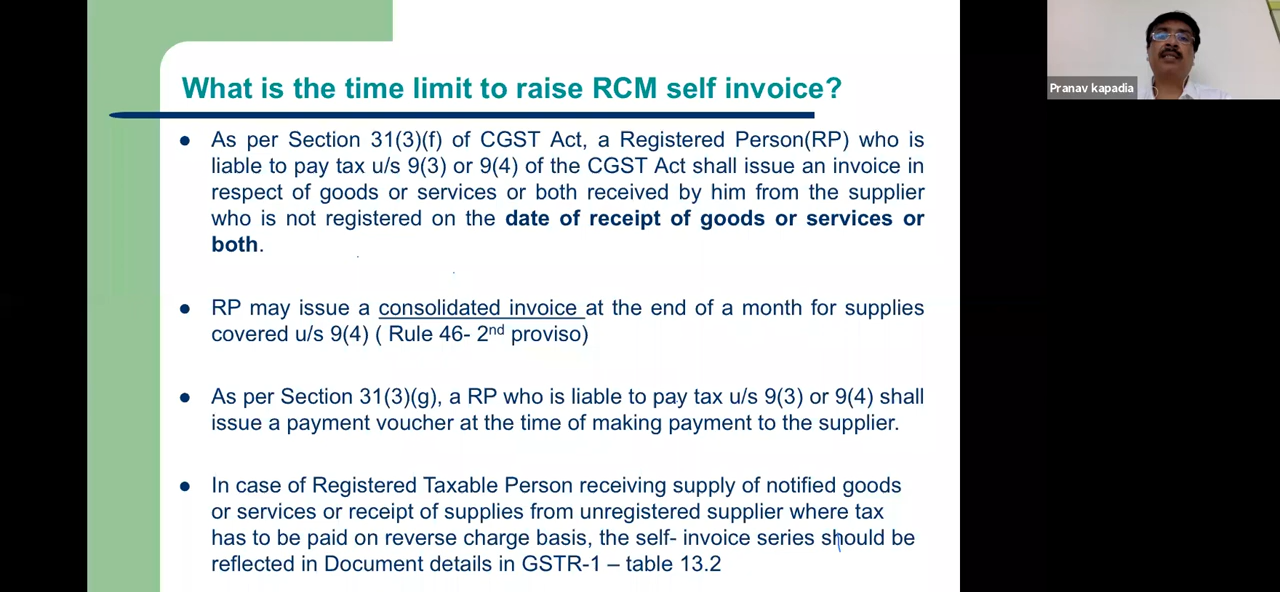 What is the time limit to raise RCM self invoice?
● As per Section 31(3)(f) of CGST Act, a Registered Person(RP) who is
liable to pay tax u/s 9(3) or 9(4) of the CGST Act shall issue an invoice in
respect of goods or services or both received by him from the supplier
who is not registered on the date of receipt of goods or services or
both.
● RP may issue a consolidated invoice at the end of a month for supplies
covered u/s 9(4) ( Rule 46- 2nd proviso)
● As per Section 31(3)(g), a RP who is liable to pay tax u/s 9(3) or 9(4) shall
issue a payment voucher at the time of making payment to the supplier.
● In case of Registered Taxable Person receiving supply of notified goods
or services or receipt of supplies from unregistered supplier where tax
has to be paid on reverse charge basis, the self- invoice series should be
reflected in Document details in GSTR-1 – table 13.2
Pranav kapadia